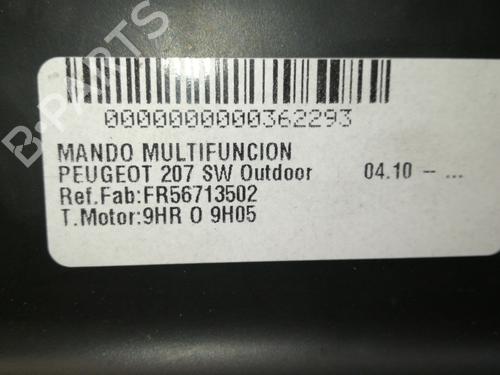 B-PARTS
0000000000362293
MANDO MULTIFUNCION
PEUGEOT 207 SW Outdoor 04.10 - ...
Ref.Fab:FR56713502
T.Motor:9HR O 9H05